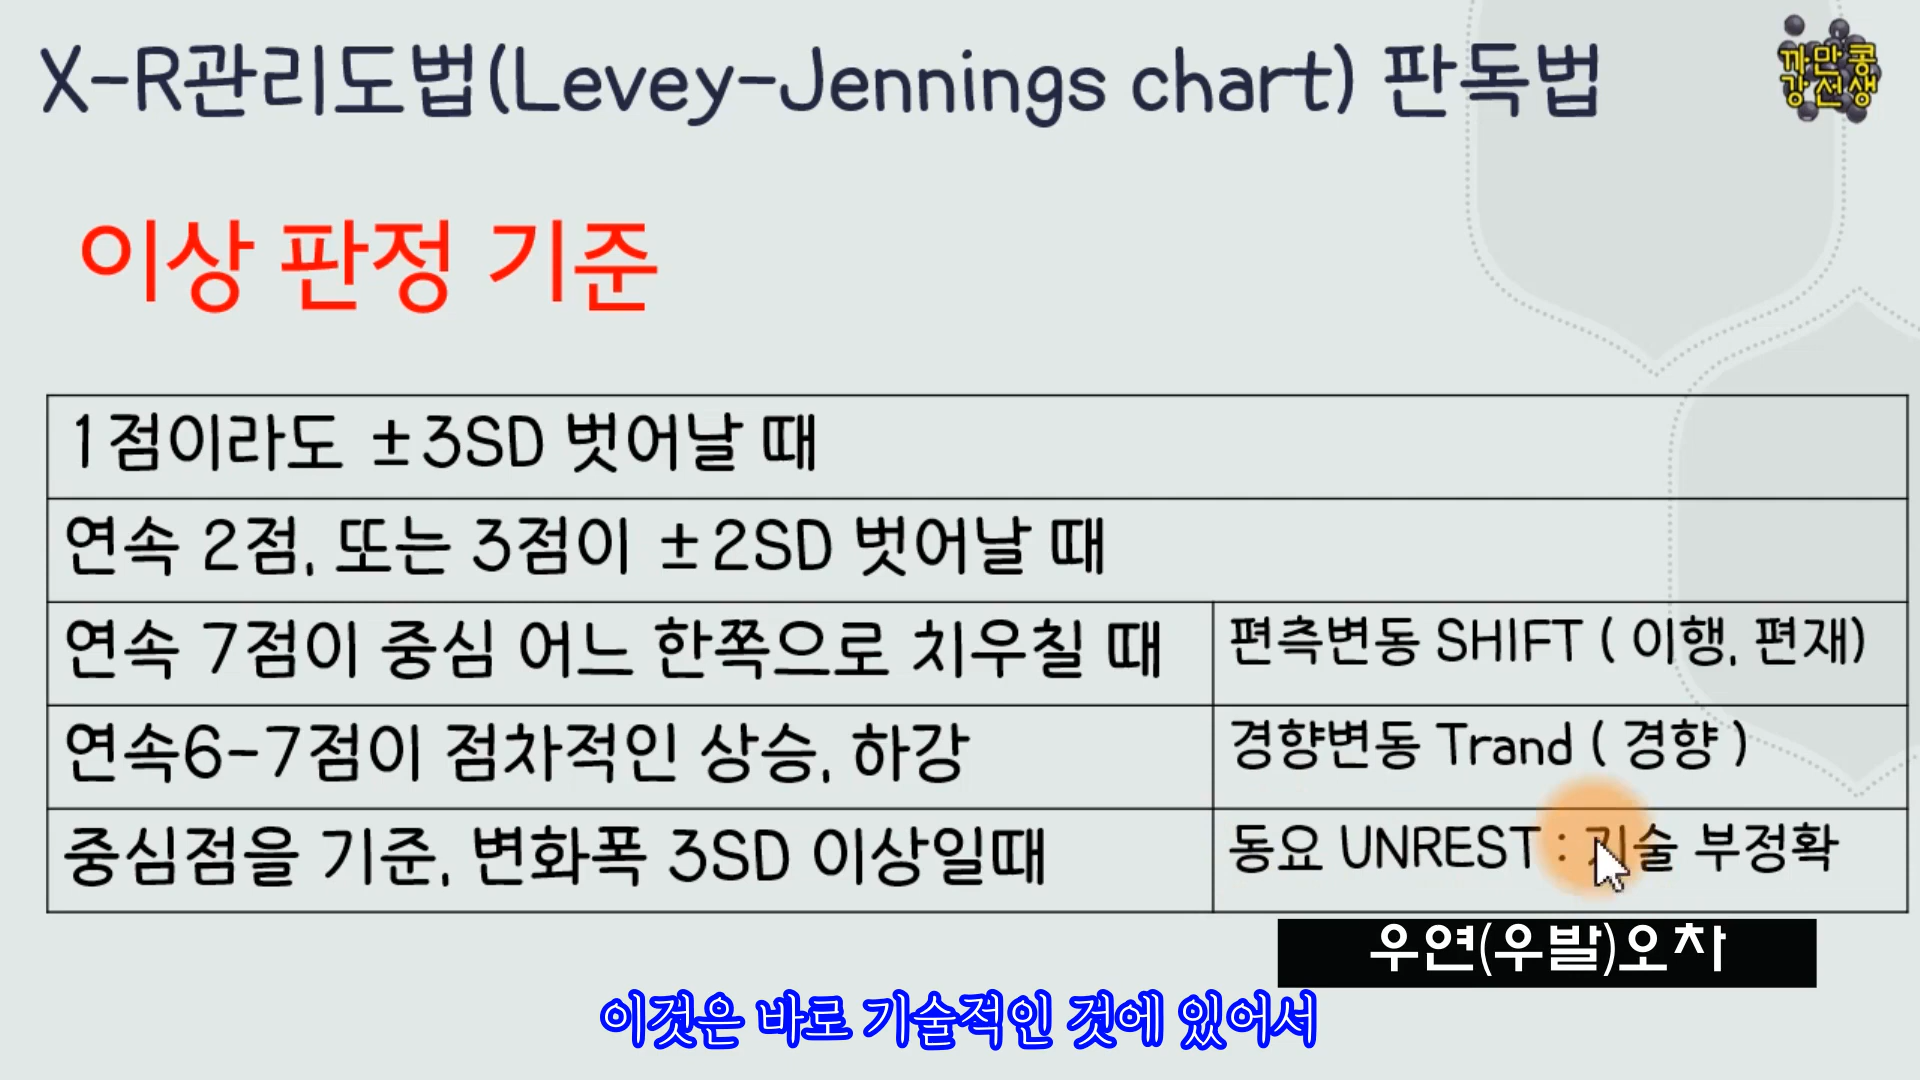 X-R관리도법(Levey-Jennings chart) 판독법
까만콩
강선생
이상 판정 기준
1점이라도 ±3SD 벗어날 때
연속 2점, 또는 3점이 ±2SD 벗어날 때
연속 7점이 중심 어느 한쪽으로 치우칠 때
편측변동 SHIFT ( 이행, 편재)
연속6-7점이 점차적인 상승, 하강
경향변동 Trand ( 경향 )
중심점을 기준, 변화폭 3SD 이상일때
동요 UNREST : 기술 부정확
우연(우발)오차
이것은 바로 기술적인 것에 있어서